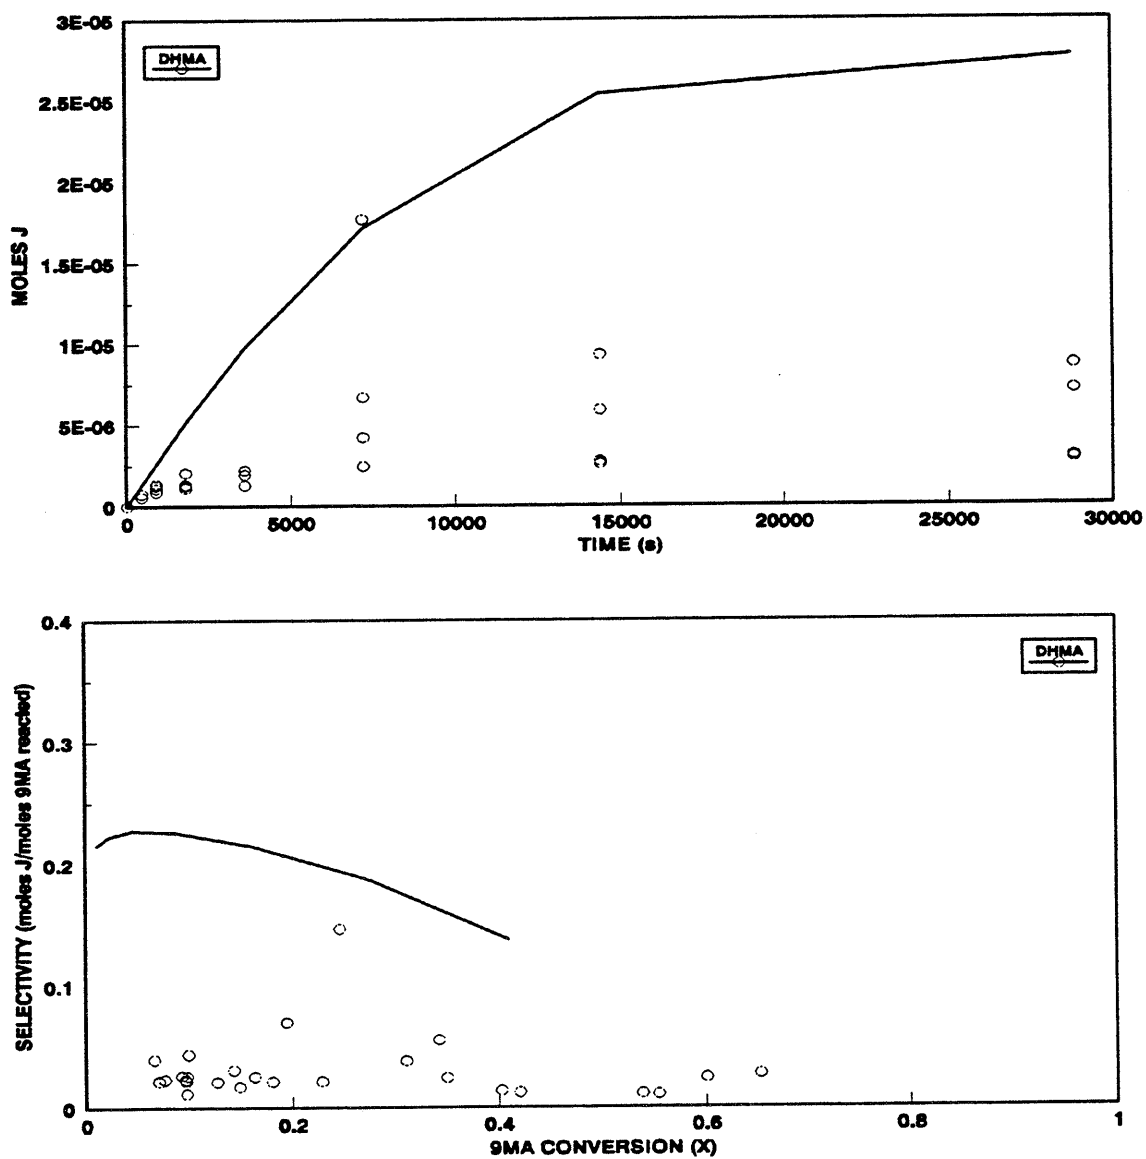 3E-05
DHMA
2.5E-05
2E-05
MOLES J
1.5E-05
1E-05
5E-06
0
0 5000 10000 15000 20000 25000 30000
TIME (s)
0.4
DHMA
0.3
SELECTIVITY (moles J/moles 9MA reacted)
0.2
0.1
0
0 0.2 0.4 0.6 0.8 1
9MA CONVERSION (X)